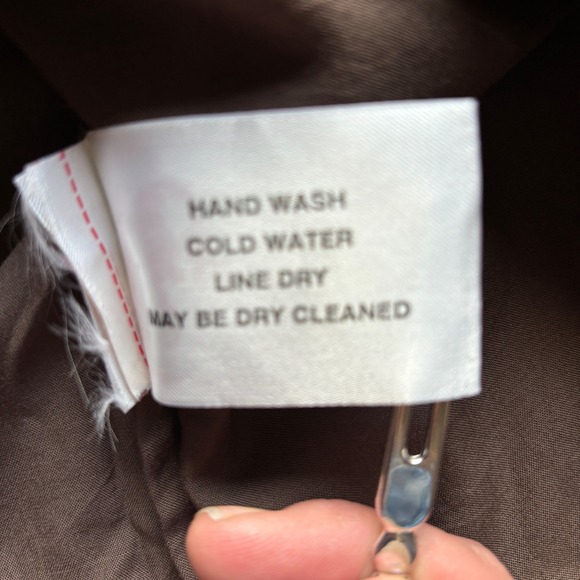 HAND WASH
COLD WATER
LINE DRY
MAY BE DRY CLEANED